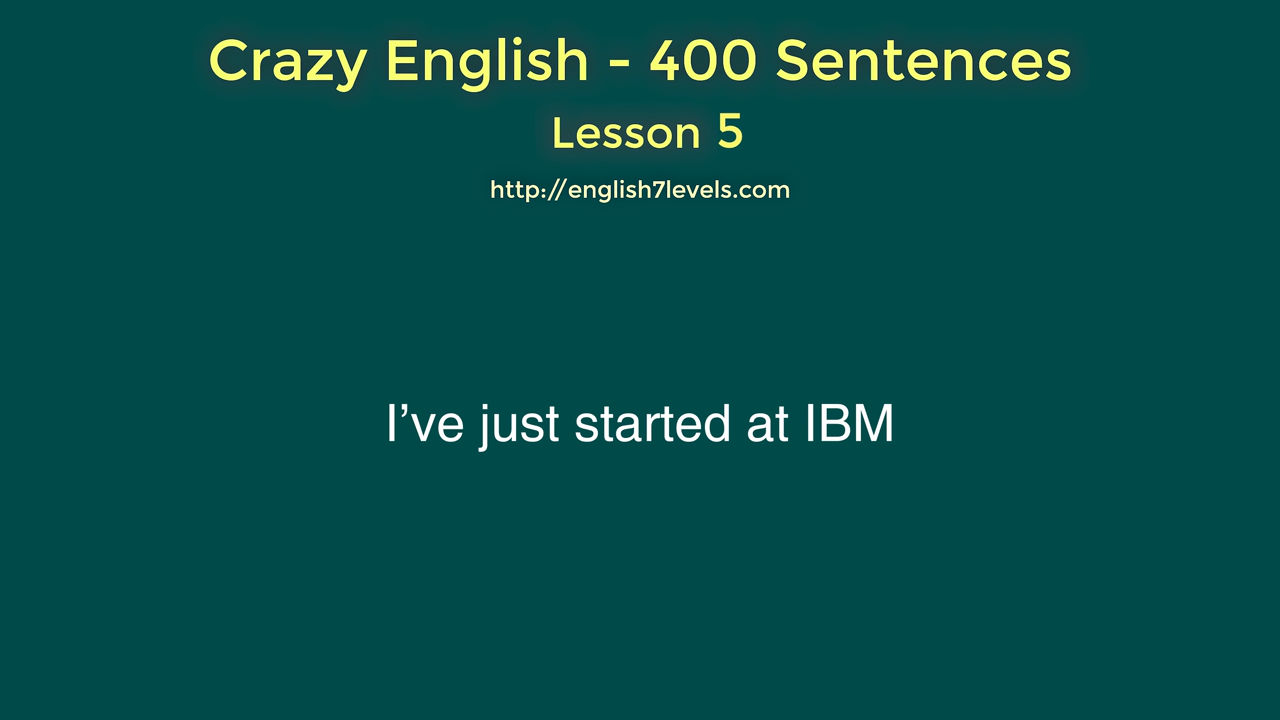 Crazy English - 400 Sentences
Lesson 5
http://english7levels.com
I’ve just started at IBM